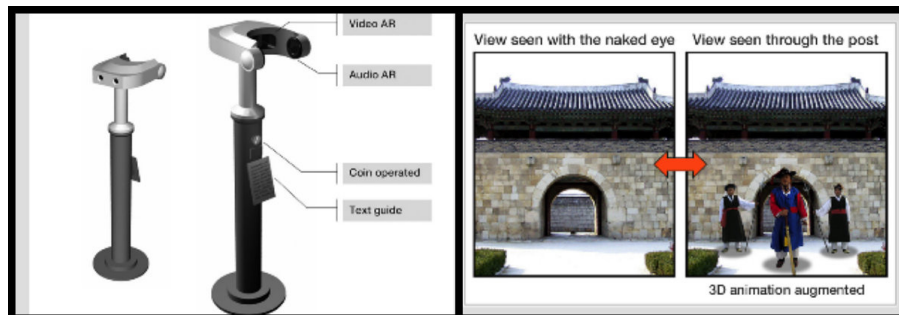 Video AR
Audio AR
Coin operated
Text guide
View seen with the naked eye
View seen through the post
3D animation augmented